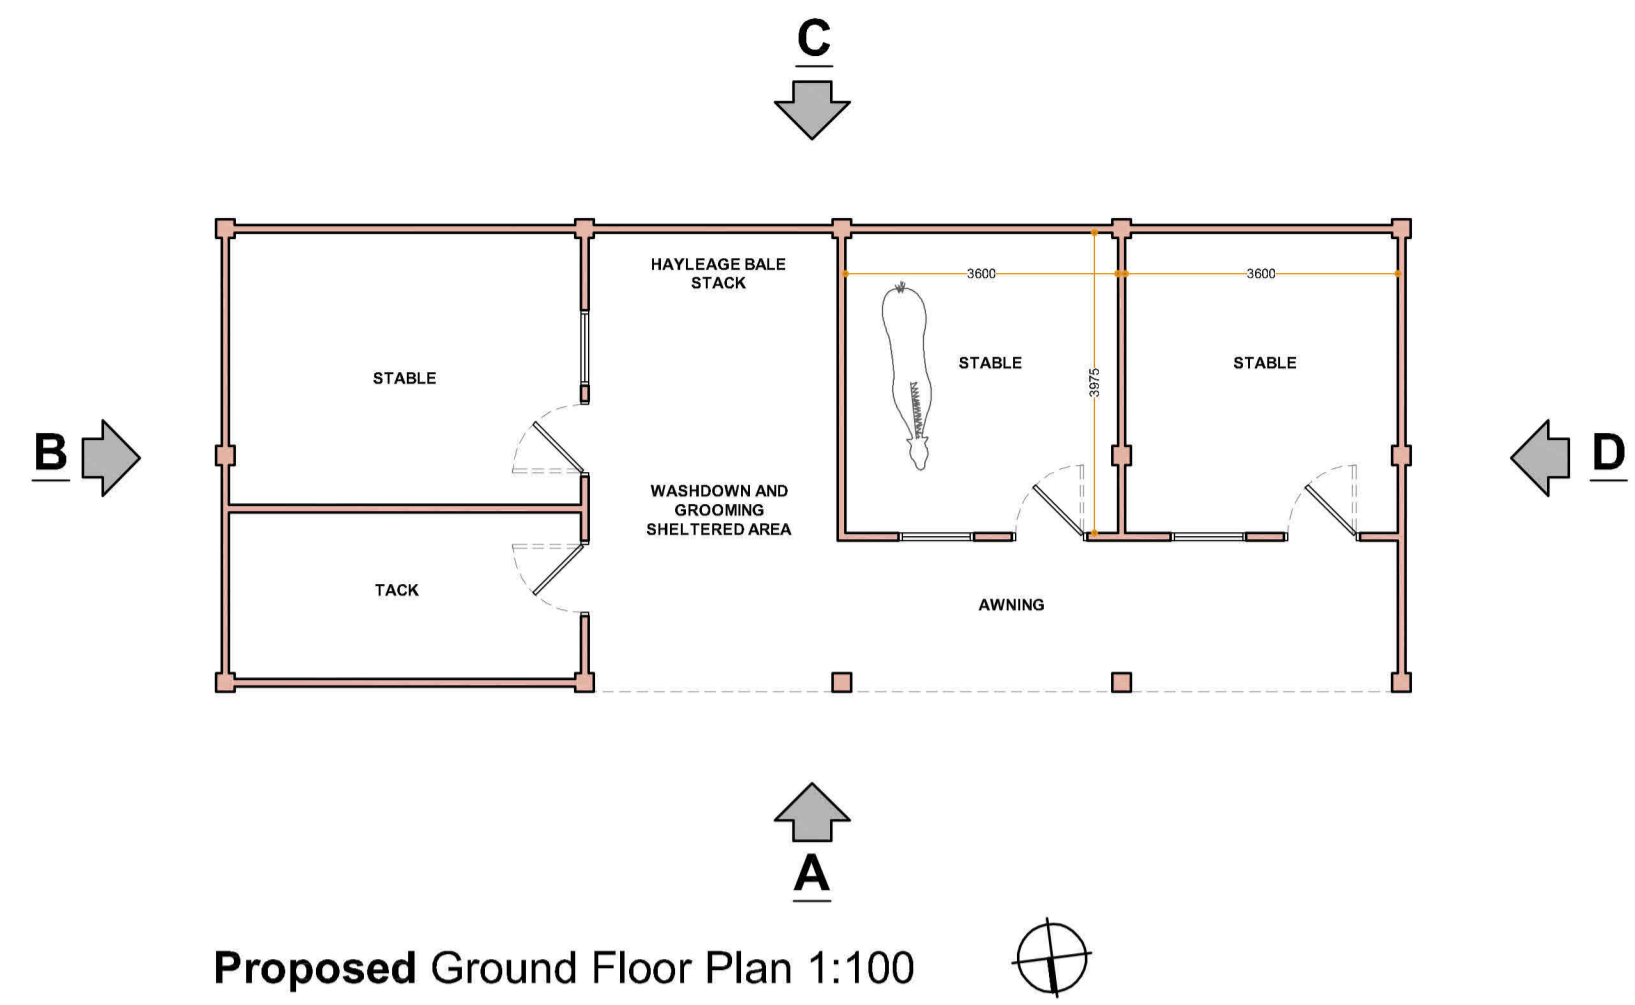 C
HAYLEAGE BALE
STACK
3600
3600
STABLE
STABLE
STABLE
3975
B
D
WASHDOWN AND
GROOMING
SHELTERED AREA
TACK
AWNING
A
Proposed Ground Floor Plan 1:100